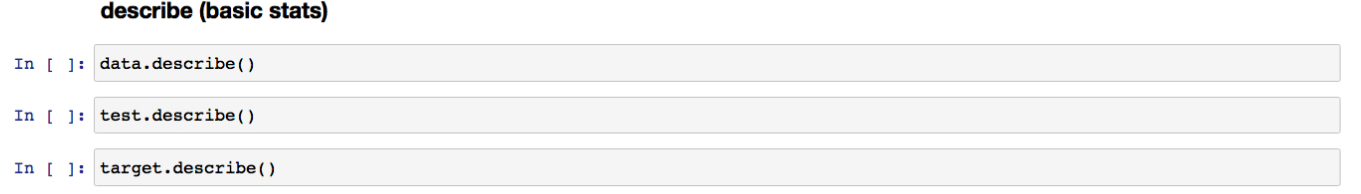 describe (basic stats)
In [ ]: data.describe()
In [ ]: test.describe()
In [ ]: target.describe()